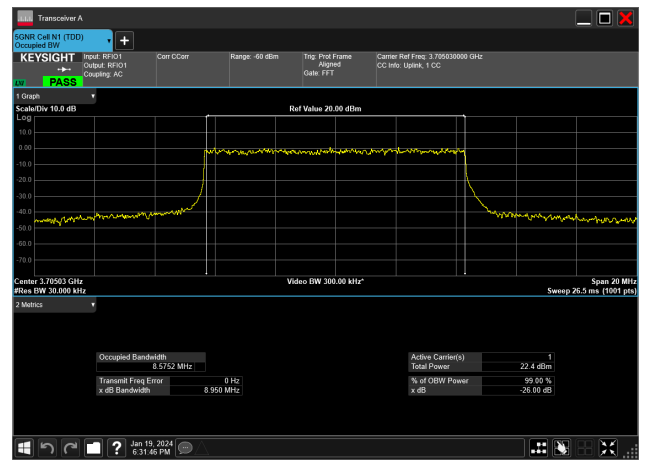 Transceiver A
5GNR Cell N1 (TDD)
Occupied BW
KEYSIGHT
PASS
Input: RFIO1
Output: RFIO1
Coupling: AC
Corr CCorr
Range: -60 dBm
Trig: Prot Frame
Aligned
Gate: FFT
Carrier Ref Freq: 3.705030000 GHz
CC Info: Uplink, 1 CC
1 Graph
Scale/Div 10.0 dB
Ref Value 20.00 dBm
Log
10.0
0.00
-10.0
-20.0
-30.0
-40.0
-50.0
-60.0
-70.0
Center 3.70503 GHz
Video BW 300.00 kHz*
Span 20 MHz
#Res BW 30.000 kHz
Sweep 26.5 ms (1001 pts)
2 Metrics
Occupied Bandwidth
8.5752 MHz
Active Carrier(s) 1
Total Power 22.4 dBm
Transmit Freq Error 0 Hz
x dB Bandwidth 8.950 MHz
% of OBW Power 99.00 %
x dB -26.00 dB
Jan 19, 2024
6:31:46 PM